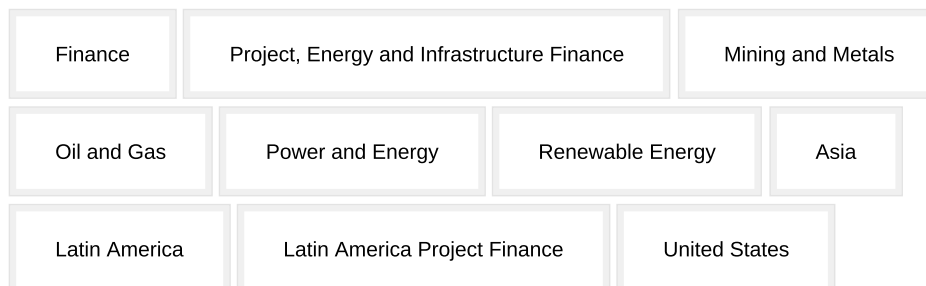 Finance Project, Energy and Infrastructure Finance Mining and Metals
Oil and Gas Power and Energy Renewable Energy Asia
Latin America Latin America Project Finance United States